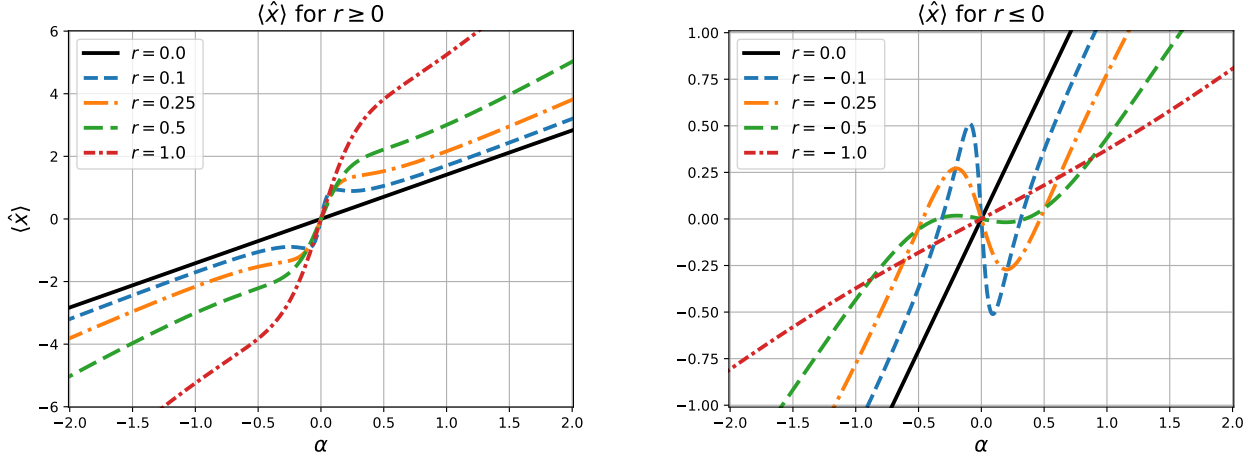 ⟨x̂⟩ for r ≥ 0
6
4
2
0
−2
−4
−6
⟨x̂⟩
r = 0.0
r = 0.1
r = 0.25
r = 0.5
r = 1.0
−2.0 −1.5 −1.0 −0.5 0.0 0.5 1.0 1.5 2.0
α
⟨x̂⟩ for r ≤ 0
1.00
0.75
0.50
0.25
0.00
−0.25
−0.50
−0.75
−1.00
r = 0.0
r = −0.1
r = −0.25
r = −0.5
r = −1.0
−2.0 −1.5 −1.0 −0.5 0.0 0.5 1.0 1.5 2.0
α